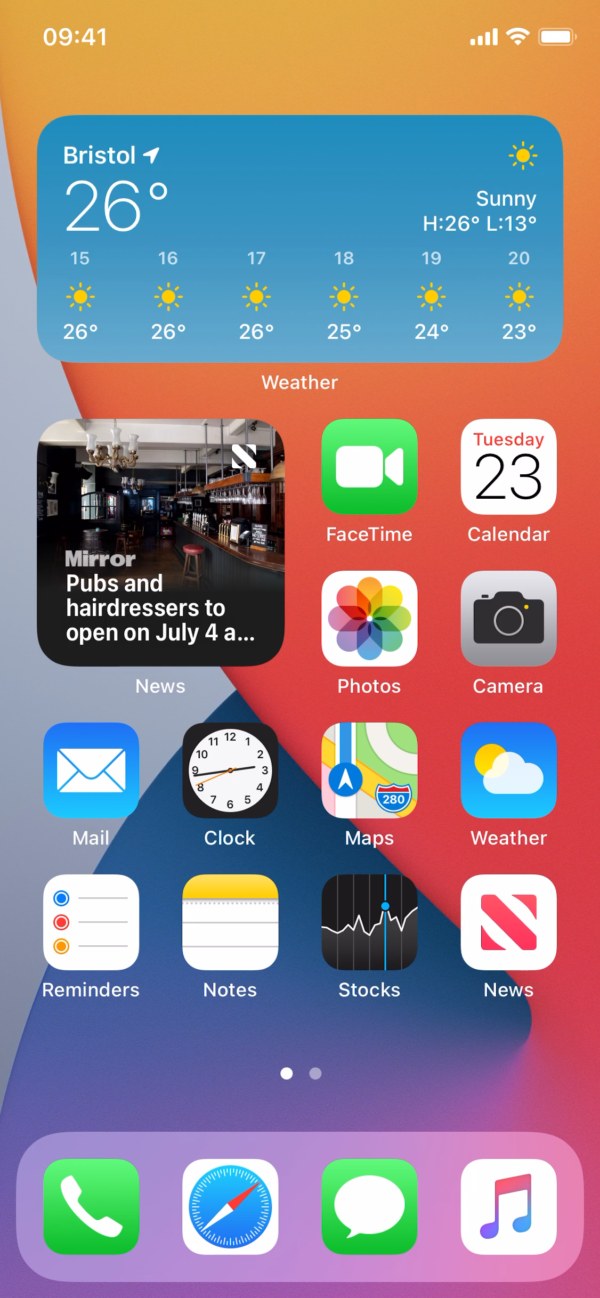 09:41
Bristol
26°
Sunny
H:26° L:13°
15 16 17 18 19 20
26° 26° 26° 25° 24° 23°
Weather
Mirror
Pubs and
hairdressers to
open on July 4 a...
News
FaceTime
Tuesday
23
Calendar
Photos
Camera
Mail
12
1
2
3
4
5
6
7
8
9
10
11
Clock
280
Maps
Weather
Reminders
Notes
Stocks
News